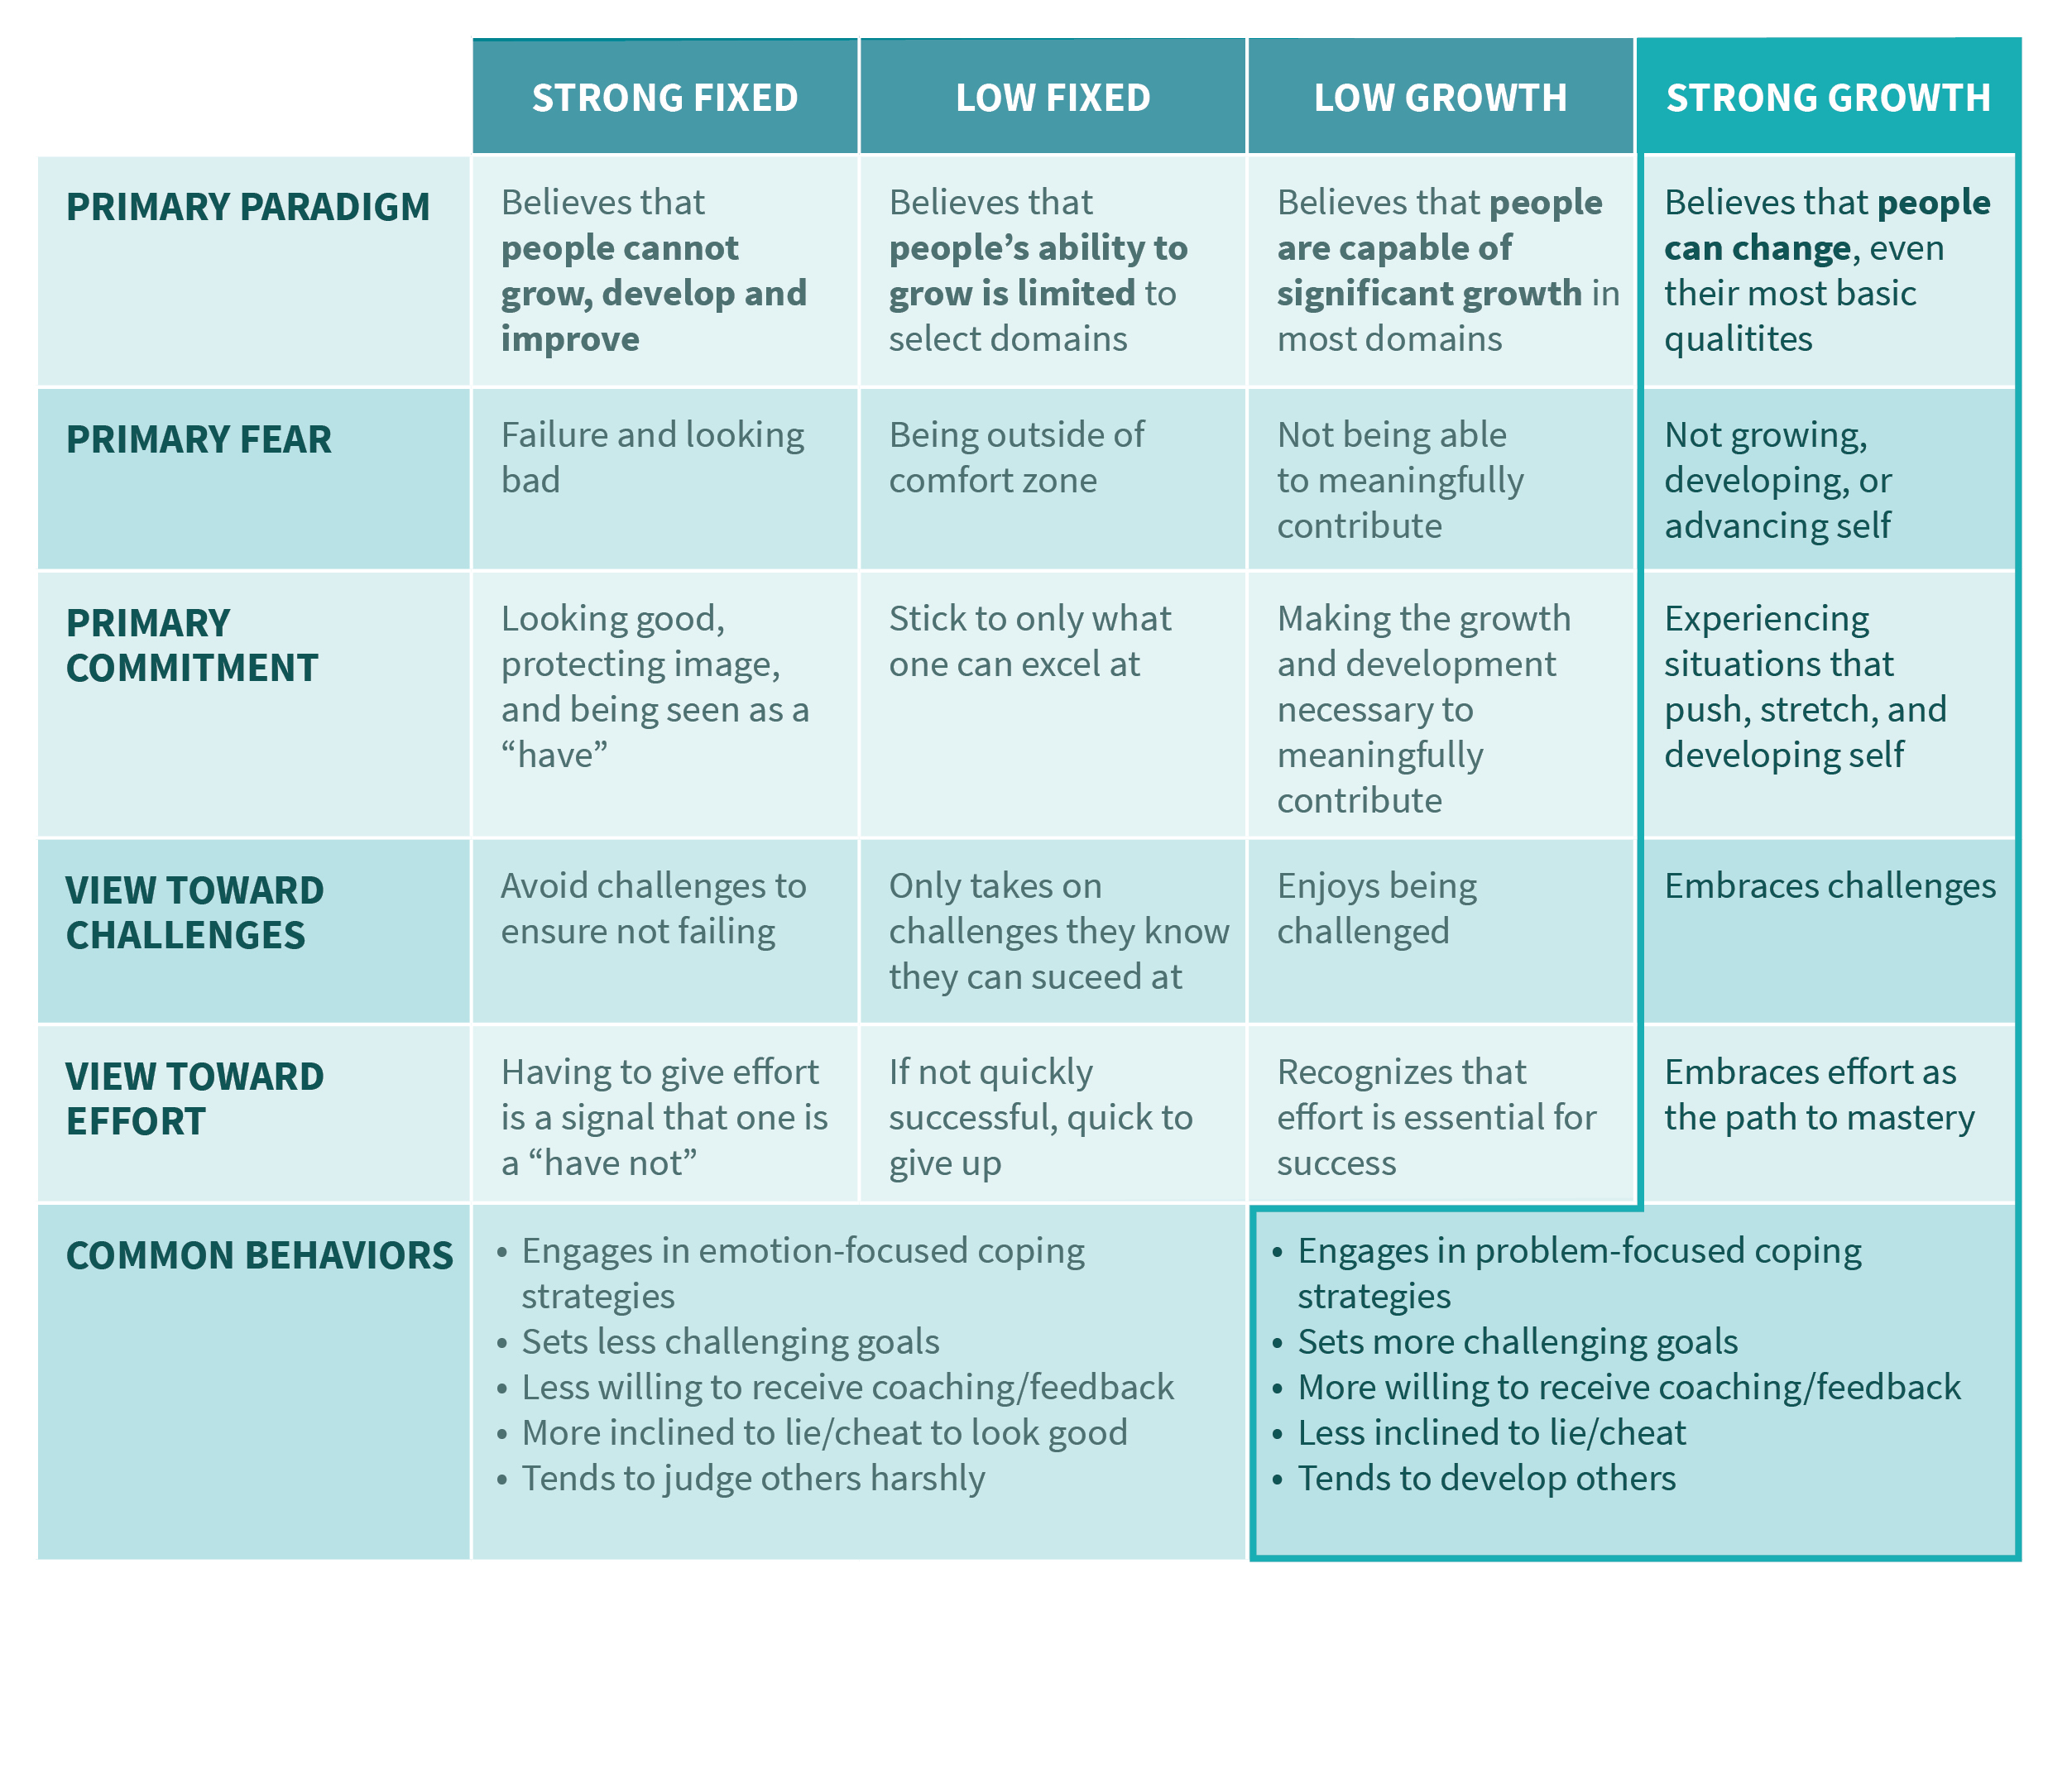 STRONG FIXED
LOW FIXED
LOW GROWTH
STRONG GROWTH
PRIMARY PARADIGM
Believes that
people cannot
grow, develop and
improve
Believes that
people’s ability to
grow is limited to
select domains
Believes that people
are capable of
significant growth in
most domains
Believes that people
can change, even
their most basic
qualitites
PRIMARY FEAR
Failure and looking
bad
Being outside of
comfort zone
Not being able
to meaningfully
contribute
Not growing,
developing, or
advancing self
PRIMARY
COMMITMENT
Looking good,
protecting image,
and being seen as a
“have”
Stick to only what
one can excel at
Making the growth
and development
necessary to
meaningfully
contribute
Experiencing
situations that
push, stretch, and
developing self
VIEW TOWARD
CHALLENGES
Avoid challenges to
ensure not failing
Only takes on
challenges they know
they can suceed at
Enjoys being
challenged
Embraces challenges
VIEW TOWARD
EFFORT
Having to give effort
is a signal that one is
a “have not”
If not quickly
successful, quick to
give up
Recognizes that
effort is essential for
success
Embraces effort as
the path to mastery
COMMON BEHAVIORS
• Engages in emotion-focused coping
strategies
• Sets less challenging goals
• Less willing to receive coaching/feedback
• More inclined to lie/cheat to look good
• Tends to judge others harshly
• Engages in problem-focused coping
strategies
• Sets more challenging goals
• More willing to receive coaching/feedback
• Less inclined to lie/cheat
• Tends to develop others